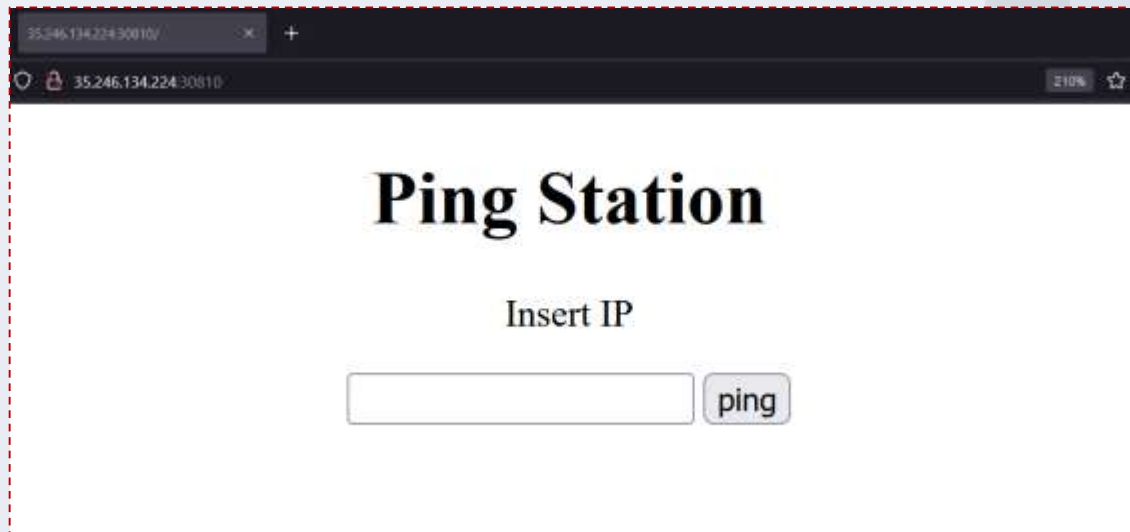 35.246.134.224:30810/
35.246.134.224:30810
210%
Ping Station
Insert IP
ping